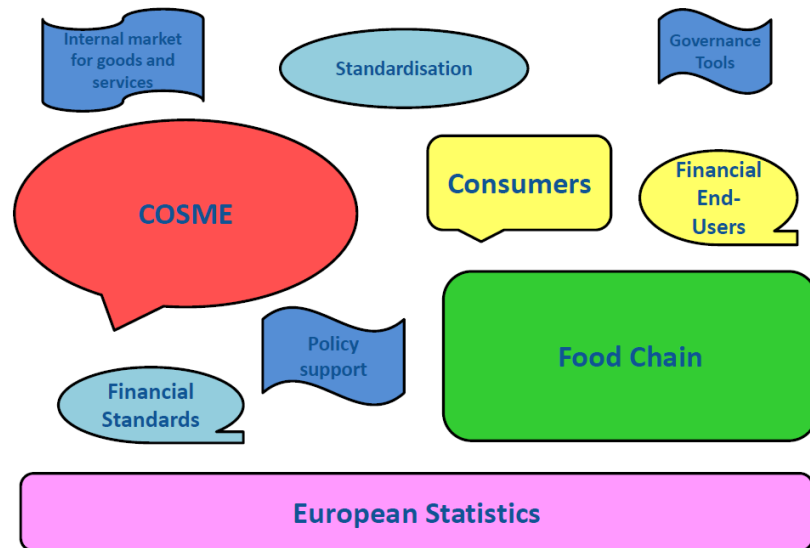 Internal market
for goods and
services
Standardisation
Governance
Tools
COSME
Consumers
Financial
End-
Users
Policy
support
Food Chain
Financial
Standards
European Statistics